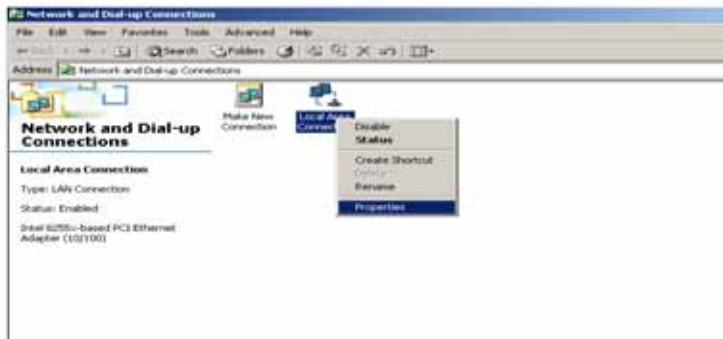 Network and Dial-up Connections
File Edit View Favorites Tools Advanced Help
Back Search Folders
Address Network and Dial-up Connections
Make New Connection
Local Area Connect
Network and Dial-up Connections
Disable
Status
Create Shortcut
Delete
Rename
Properties
Local Area Connection
Type: LAN Connection
Status: Enabled
Intel 8255x-based PCI Ethernet
Adapter (10/100)